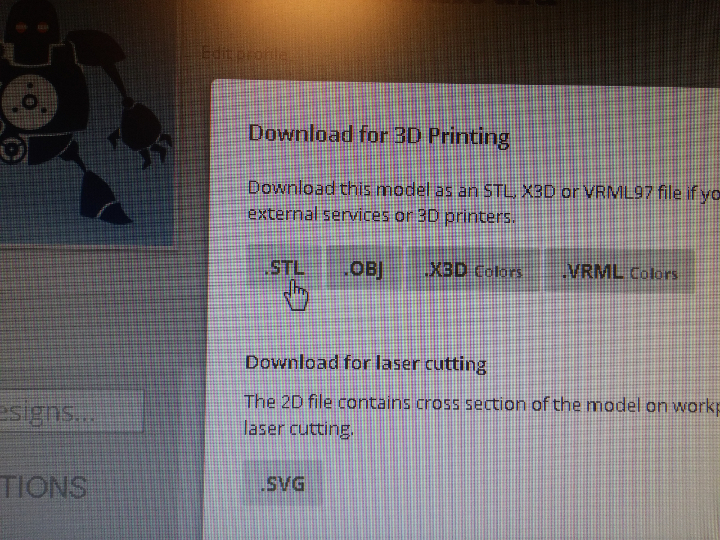 Edit profile
Download for 3D Printing
Download this model as an STL, X3D or VRML97 file if yo
external services or 3D printers.
.STL .OBJ .X3D Colors .VRML Colors
Download for laser cutting
The 2D file contains cross section of the model on workp
laser cutting.
esigns...
TIONS
.SVG